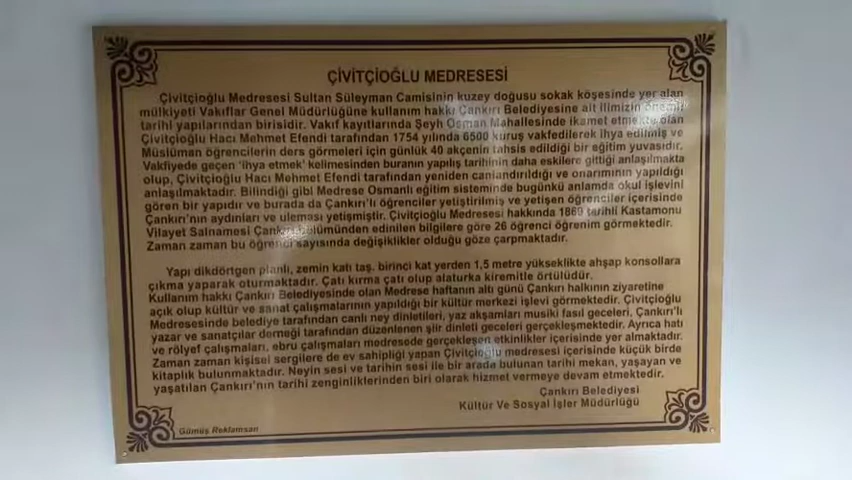 ÇİVİTÇİOĞLU MEDRESESİ
Çivitçioğlu Medresesi Sultan Süleyman Camisinin kuzey doğusu sokak köşesinde yer alan
mülkiyeti Vakıflar Genel Müdürlüğüne kullanım hakkı Çankırı Belediyesine ait ilimizin önemli
tarihi yapılarından birisidir. Vakıf kayıtlarında Şeyh Osman Mahallesinde ikamet etmekte olan
Çivitçioğlu Hacı Mehmet Efendi tarafından 1754 yılında 6500 kuruş vakfedilerek ihya edilmiş ve
Müslüman öğrencilerin ders görmeleri için günlük 40 akçenin tahsis edildiği bir eğitim yuvasıdır.
Vakfiyede geçen 'ihya etmek' kelimesinden buranın yapılış tarihinin daha eskilere gittiği anlaşılmakta
olup, Çivitçioğlu Hacı Mehmet Efendi tarafından yeniden canlandırıldığı ve onarımının yapıldığı
anlaşılmaktadır. Bilindiği gibi Medrese Osmanlı eğitim sisteminde bugünkü anlamda okul işlevini
gören bir yapıdır ve burada da Çankırı'lı öğrenciler yetiştirilmiş ve yetişen öğrenciler içerisinde
Çankırı'nın aydınları ve uleması yetişmiştir. Çivitçioğlu Medresesi hakkında 1869 tarihli Kastamonu
Vilayet Salnamesi Çankırı bölümünden edinilen bilgilere göre 26 öğrenci öğrenim görmektedir.
Zaman zaman bu öğrenci sayısında değişiklikler olduğu göze çarpmaktadır.
Yapı dikdörtgen planlı, zemin katı taş. birinci kat yerden 1,5 metre yükseklikte ahşap konsollara
çıkma yaparak oturmaktadır. Çatı kırma çatı olup alaturka kiremitle örtülüdür.
Kullanım hakkı Çankırı Belediyesinde olan Medrese haftanın altı günü Çankırı halkının ziyaretine
açık olup kültür ve sanat çalışmalarının yapıldığı bir kültür merkezi işlevi görmektedir. Çivitçioğlu
Medresesinde belediye tarafından canlı ney dinletileri, yaz akşamları musiki fasıl geceleri, Çankırı'lı
yazar ve sanatçılar derneği tarafından düzenlenen şiir dinleti geceleri gerçekleşmektedir. Ayrıca hatı
ve rölyef çalışmaları, ebru çalışmaları medresede gerçekleşen etkinlikler içerisinde yer almaktadır.
Zaman zaman kişisel sergilere de ev sahipliği yapan Çivitçioğlu medresesi içerisinde küçük birde
kitaplık bulunmaktadır. Neyin sesi ve tarihin sesi ile bir arada bulunan tarihi mekan, yaşayan ve
yaşatılan Çankırı'nın tarihi zenginliklerinden biri olarak hizmet vermeye devam etmektedir.
Çankırı Belediyesi
Kültür Ve Sosyal İşler Müdürlüğü
Gümüş Reklamsan